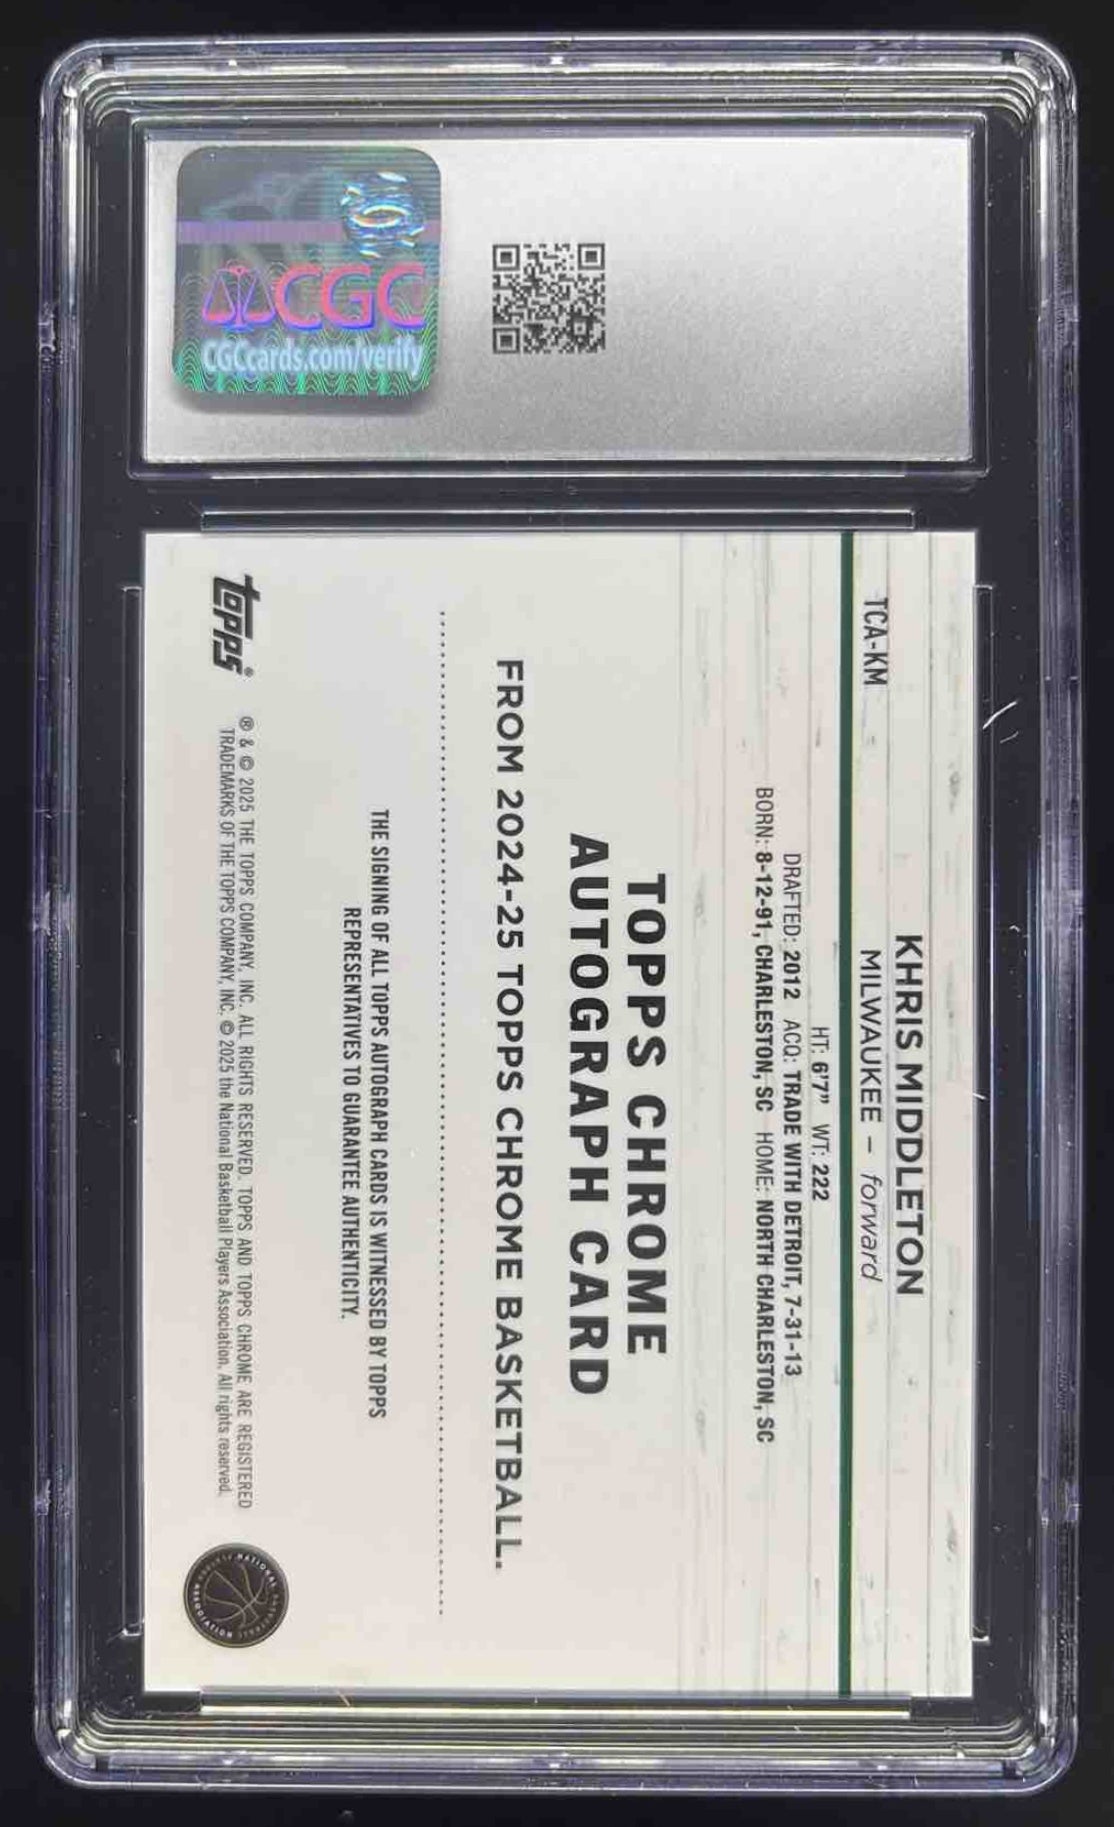 CGC
CGCcards.com/verify
TCA-KM
KHRIS MIDDLETON
MILWAUKEE – forward
HT: 6'7" WT: 222
DRAFTED: 2012 ACQ: TRADE WITH DETROIT, 7-31-13
BORN: 8-12-91, CHARLESTON, SC HOME: NORTH CHARLESTON, SC
TOPPS CHROME
AUTOGRAPH CARD
FROM 2024-25 TOPPS CHROME BASKETBALL.
THE SIGNING OF ALL TOPPS AUTOGRAPH CARDS IS WITNESSED BY TOPPS
REPRESENTATIVES TO GUARANTEE AUTHENTICITY.
topps®
® & © 2025 THE TOPPS COMPANY, INC. ALL RIGHTS RESERVED. TOPPS AND TOPPS CHROME ARE REGISTERED
TRADEMARKS OF THE TOPPS COMPANY, INC. © 2025 the National Basketball Players Association. All rights reserved.
NATIONAL BASKETBALL
PLAYERS ASSOCIATION